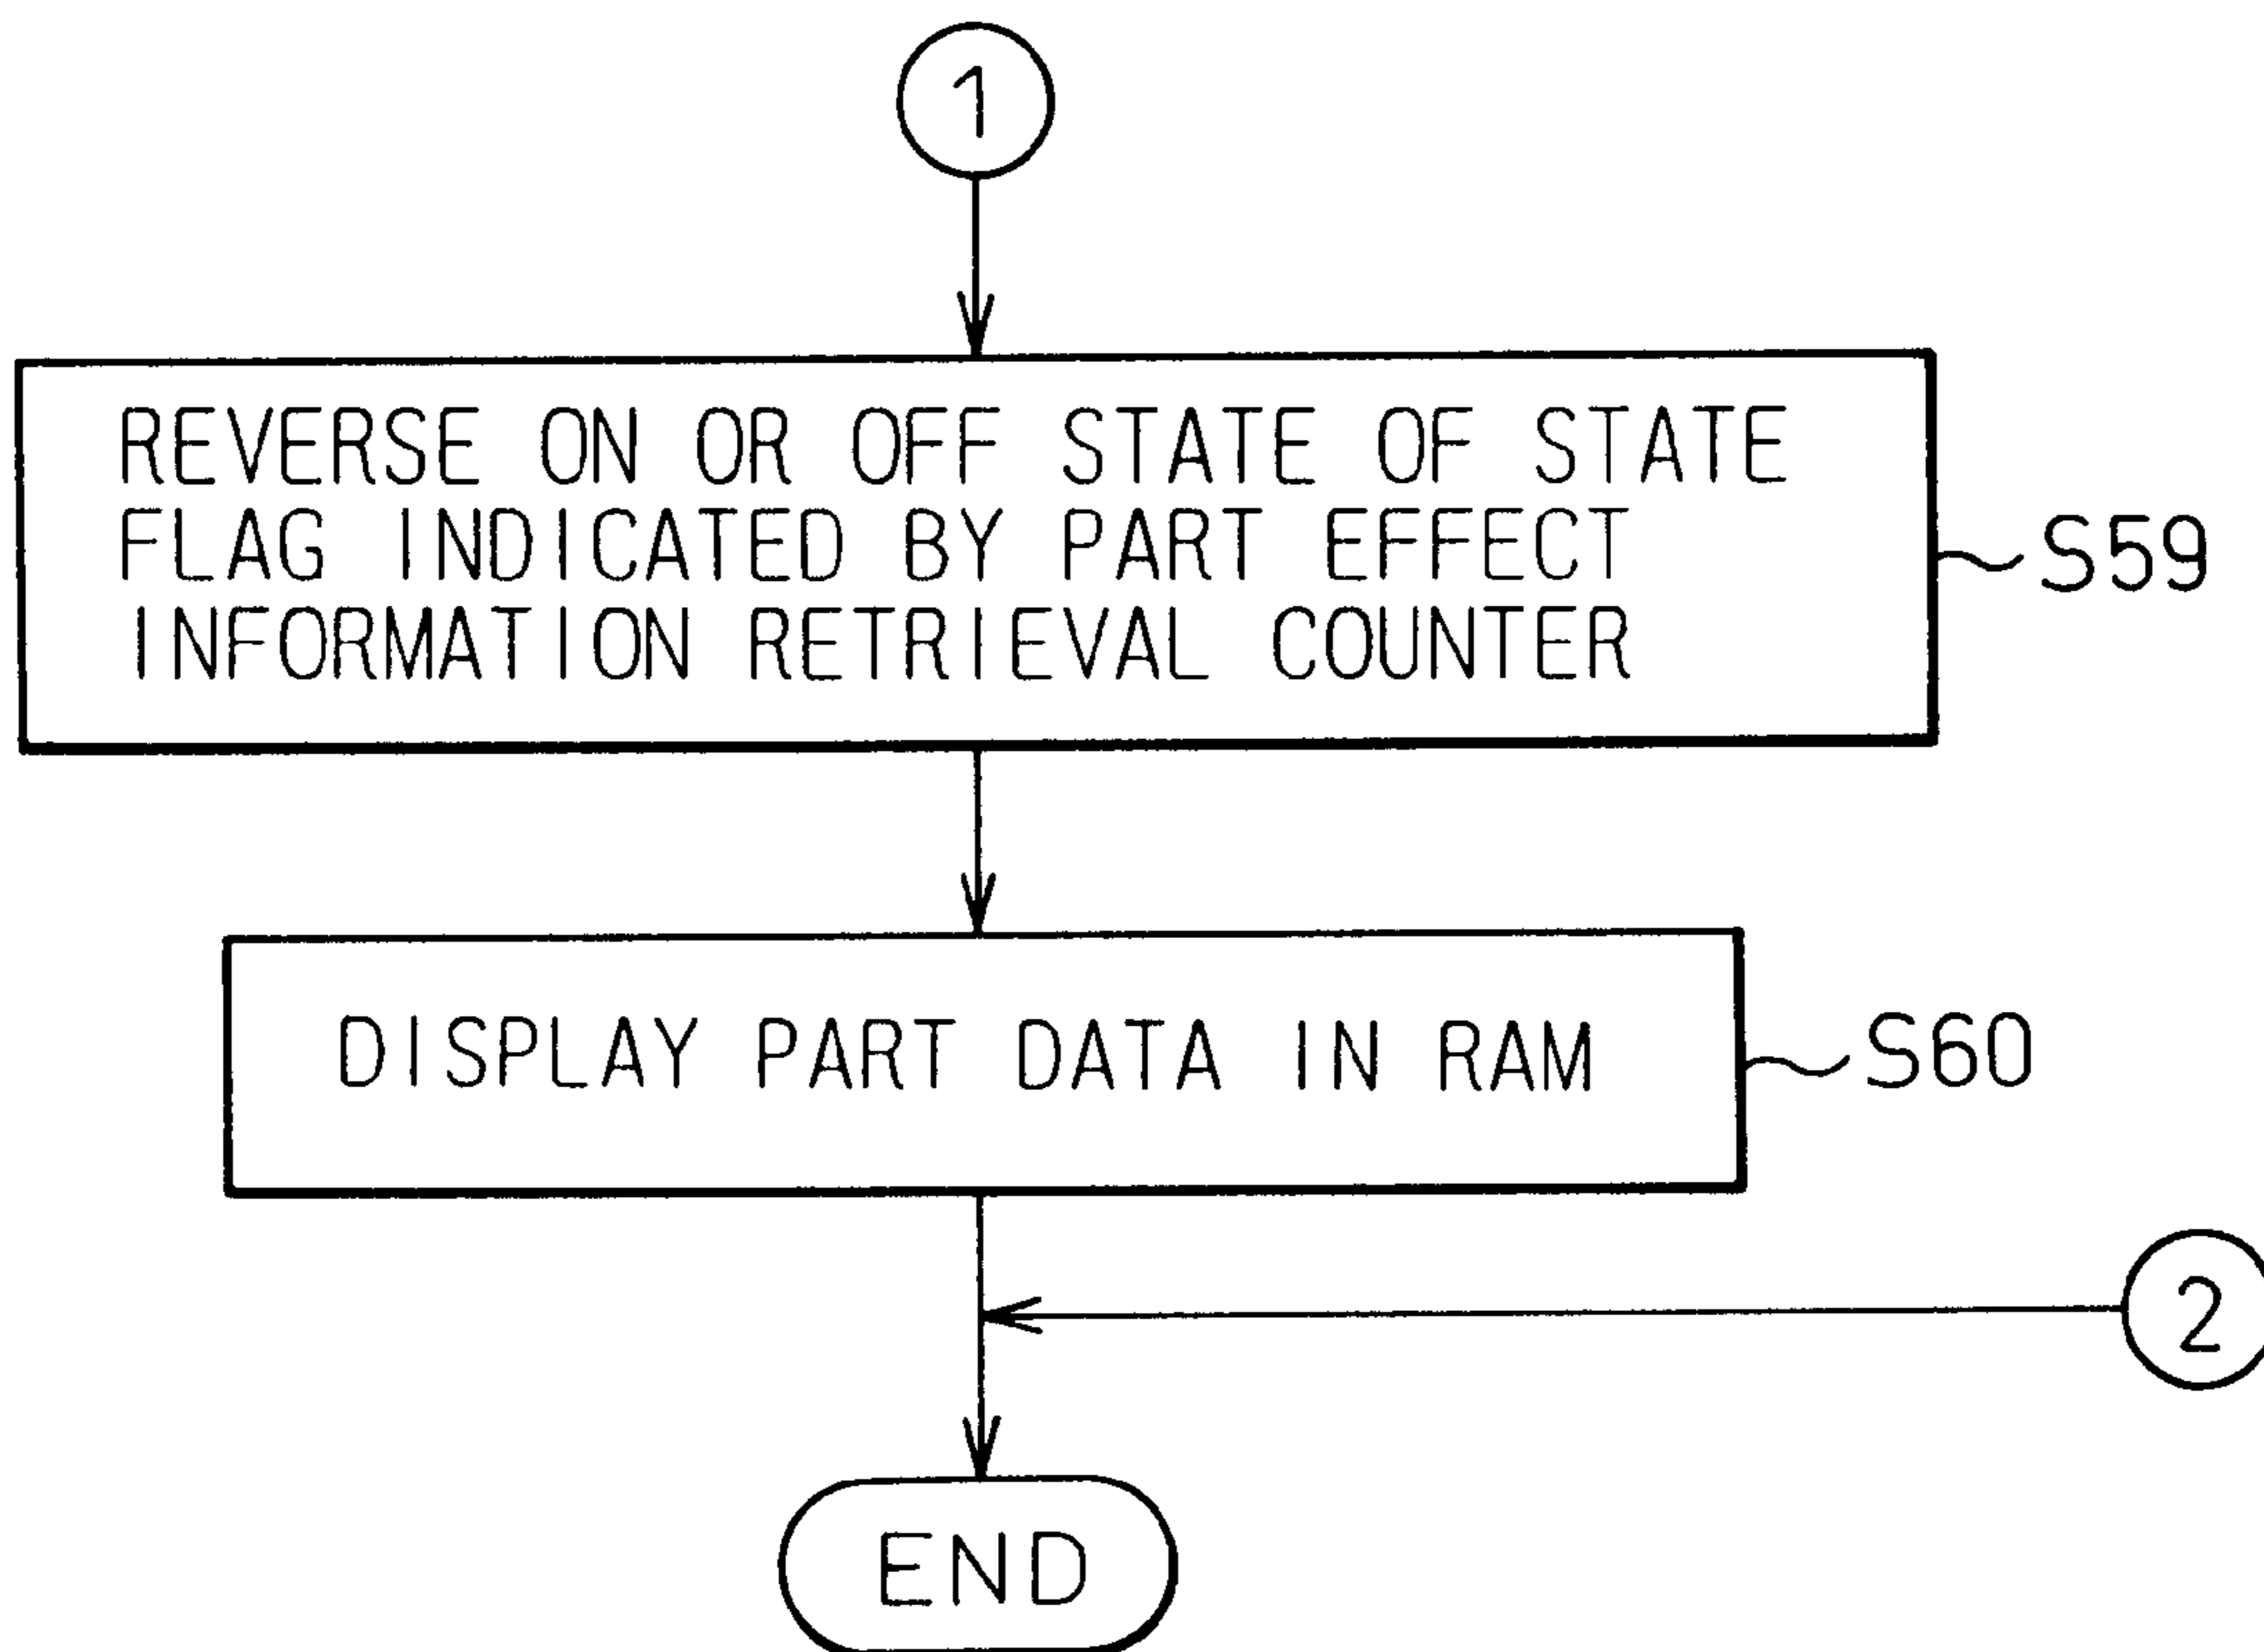 1
REVERSE ON OR OFF STATE OF STATE
FLAG INDICATED BY PART EFFECT
INFORMATION RETRIEVAL COUNTER
S59
DISPLAY PART DATA IN RAM
S60
2
END